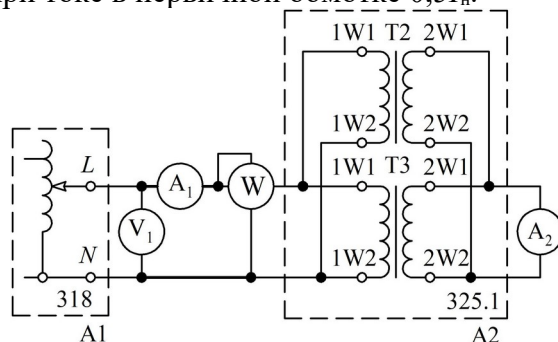 при токе в первичной обмотке 0,5Iн.
1W1 T2 2W1
1W2 2W2
1W1 T3 2W1
L
A1 W
V1 A2
N
1W2 2W2
318 325.1
A1 A2